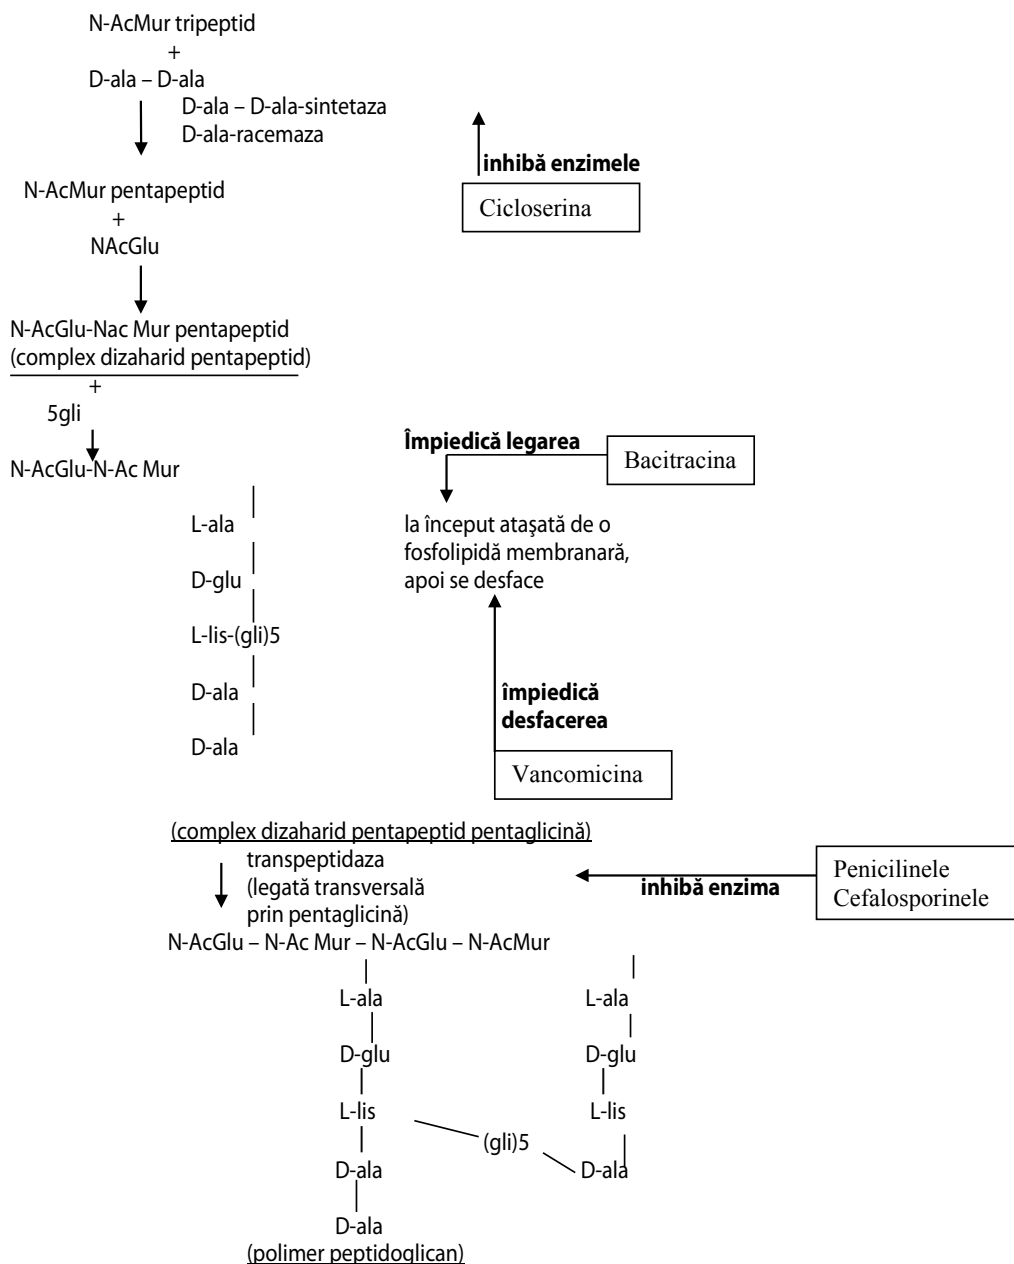 N-AcMur tripeptid
+
D-ala – D-ala
D-ala – D-ala-sintetaza
D-ala-racemaza
inhibă enzimele
Cicloserina
N-AcMur pentapeptid
+
NAcGlu
N-AcGlu-Nac Mur pentapeptid
(complex dizaharid pentapeptid)
+
5gli
N-AcGlu-N-Ac Mur
Împiedică legarea
Bacitracina
L-ala
D-glu
L-lis-(gli)5
D-ala
D-ala
la început ataşată de o
fosfolipidă membranară,
apoi se desface
împiedică
desfacerea
Vancomicina
(complex dizaharid pentapeptid pentaglicină)
transpeptidaza
(legată transversală
prin pentaglicină)
inhibă enzima
Penicilinele
Cefalosporinele
N-AcGlu – N-Ac Mur – N-AcGlu – N-AcMur
L-ala
L-ala
D-glu
D-glu
L-lis
L-lis
(gli)5
D-ala
D-ala
D-ala
(polimer peptidoglican)